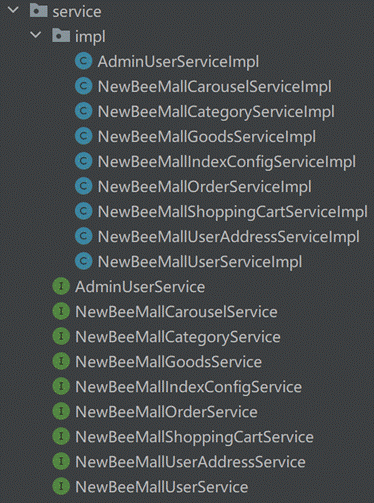 service
impl
AdminUserServiceImpl
NewBeeMallCarouselServiceImpl
NewBeeMallCategoryServiceImpl
NewBeeMallGoodsServiceImpl
NewBeeMallIndexConfigServiceImpl
NewBeeMallOrderServiceImpl
NewBeeMallShoppingCartServiceImpl
NewBeeMallUserAddressServiceImpl
NewBeeMallUserServiceImpl
AdminUserService
NewBeeMallCarouselService
NewBeeMallCategoryService
NewBeeMallGoodsService
NewBeeMallIndexConfigService
NewBeeMallOrderService
NewBeeMallShoppingCartService
NewBeeMallUserAddressService
NewBeeMallUserService